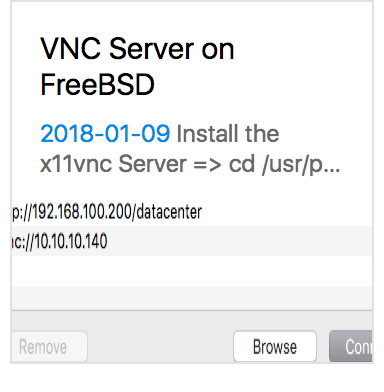 VNC Server on
FreeBSD
2018-01-09 Install the
x11vnc Server => cd /usr/p...
p://192.168.100.200/datacenter
nc://10.10.10.140
Remove Browse Conn